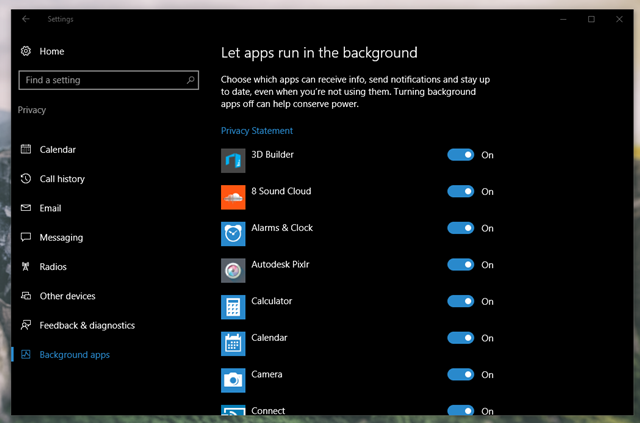 Settings
Home
Find a setting
Privacy
Calendar
Call history
Email
Messaging
Radios
Other devices
Feedback & diagnostics
Background apps
Let apps run in the background
Choose which apps can receive info, send notifications and stay up
to date, even when you're not using them. Turning background
apps off can help conserve power.
Privacy Statement
3D Builder On
8 Sound Cloud On
Alarms & Clock On
Autodesk Pixlr On
Calculator On
Calendar On
Camera On
Connect On